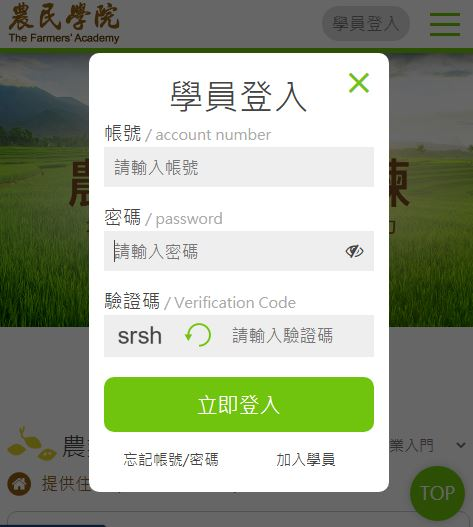 農民學院
The Farmers' Academy
學員登入
學員登入
帳號 / account number
請輸入帳號
密碼 / password
請輸入密碼
驗證碼 / Verification Code
srsh
請輸入驗證碼
立即登入
忘記帳號/密碼
加入學員
農
業入門
提供住
TOP